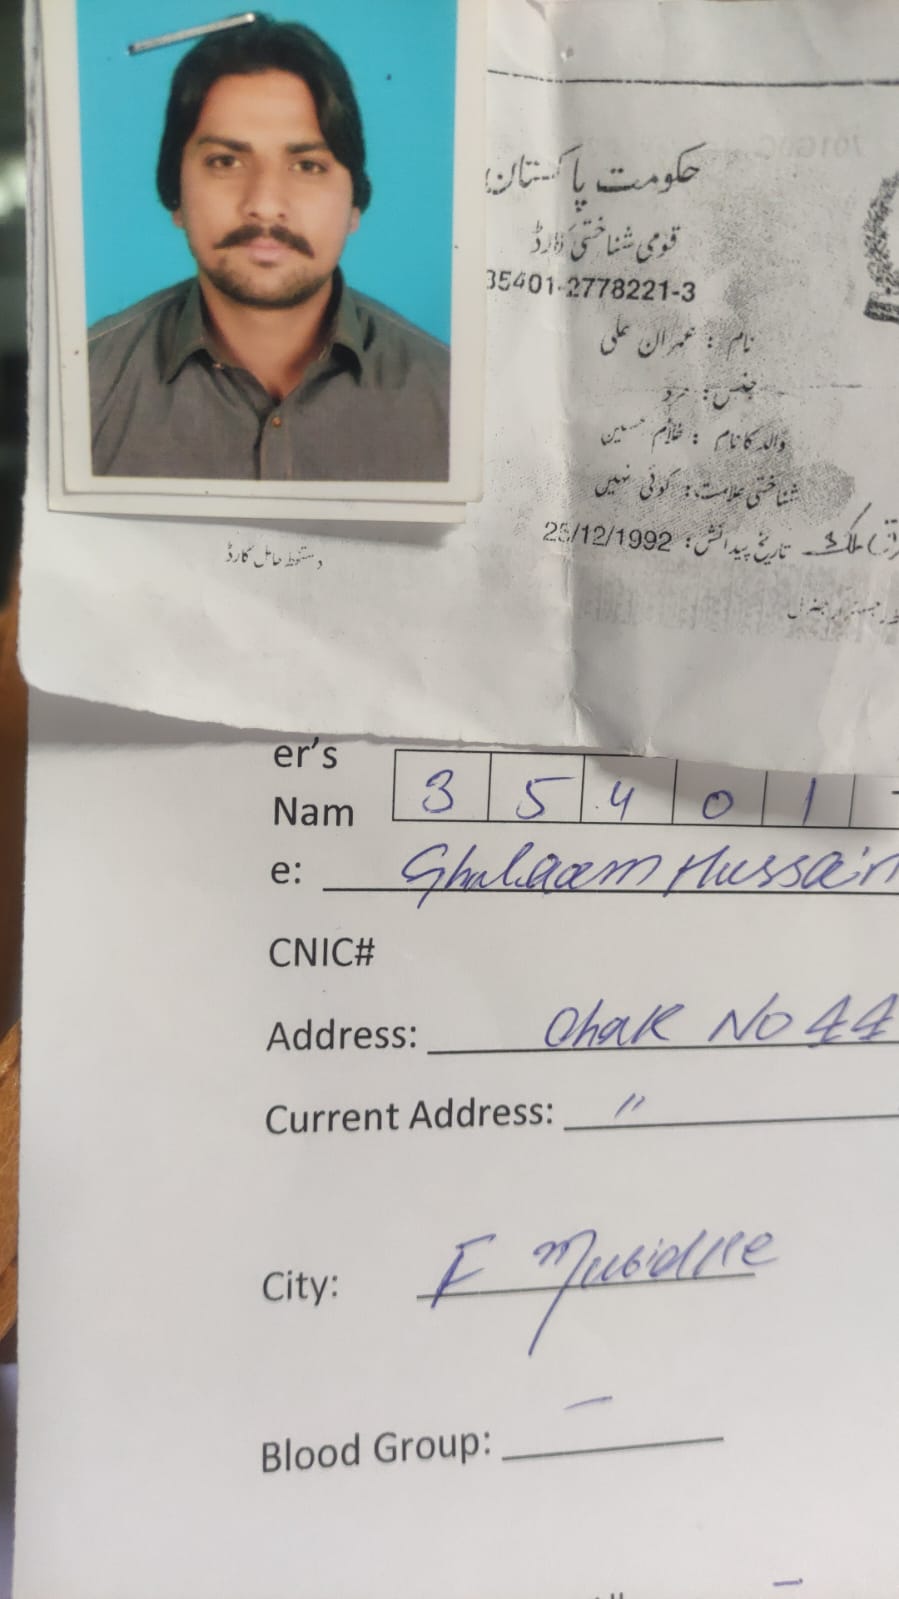 حکومت پاکستان
قومی شناختی کارڈ
35401-2778221-3
نام : عمران علی
جنس : مرد
والد کا نام : غلام حسین
شناختی علامت : کوئی نہیں
تاریخ پیدائش : 25/12/1992
دستخط حامل کارڈ
er's
Nam
3 5 4 0 1 -
e: Ghulaam Hussain
CNIC#
Address: Chak No 44
Current Address: "
City:
Blood Group: –